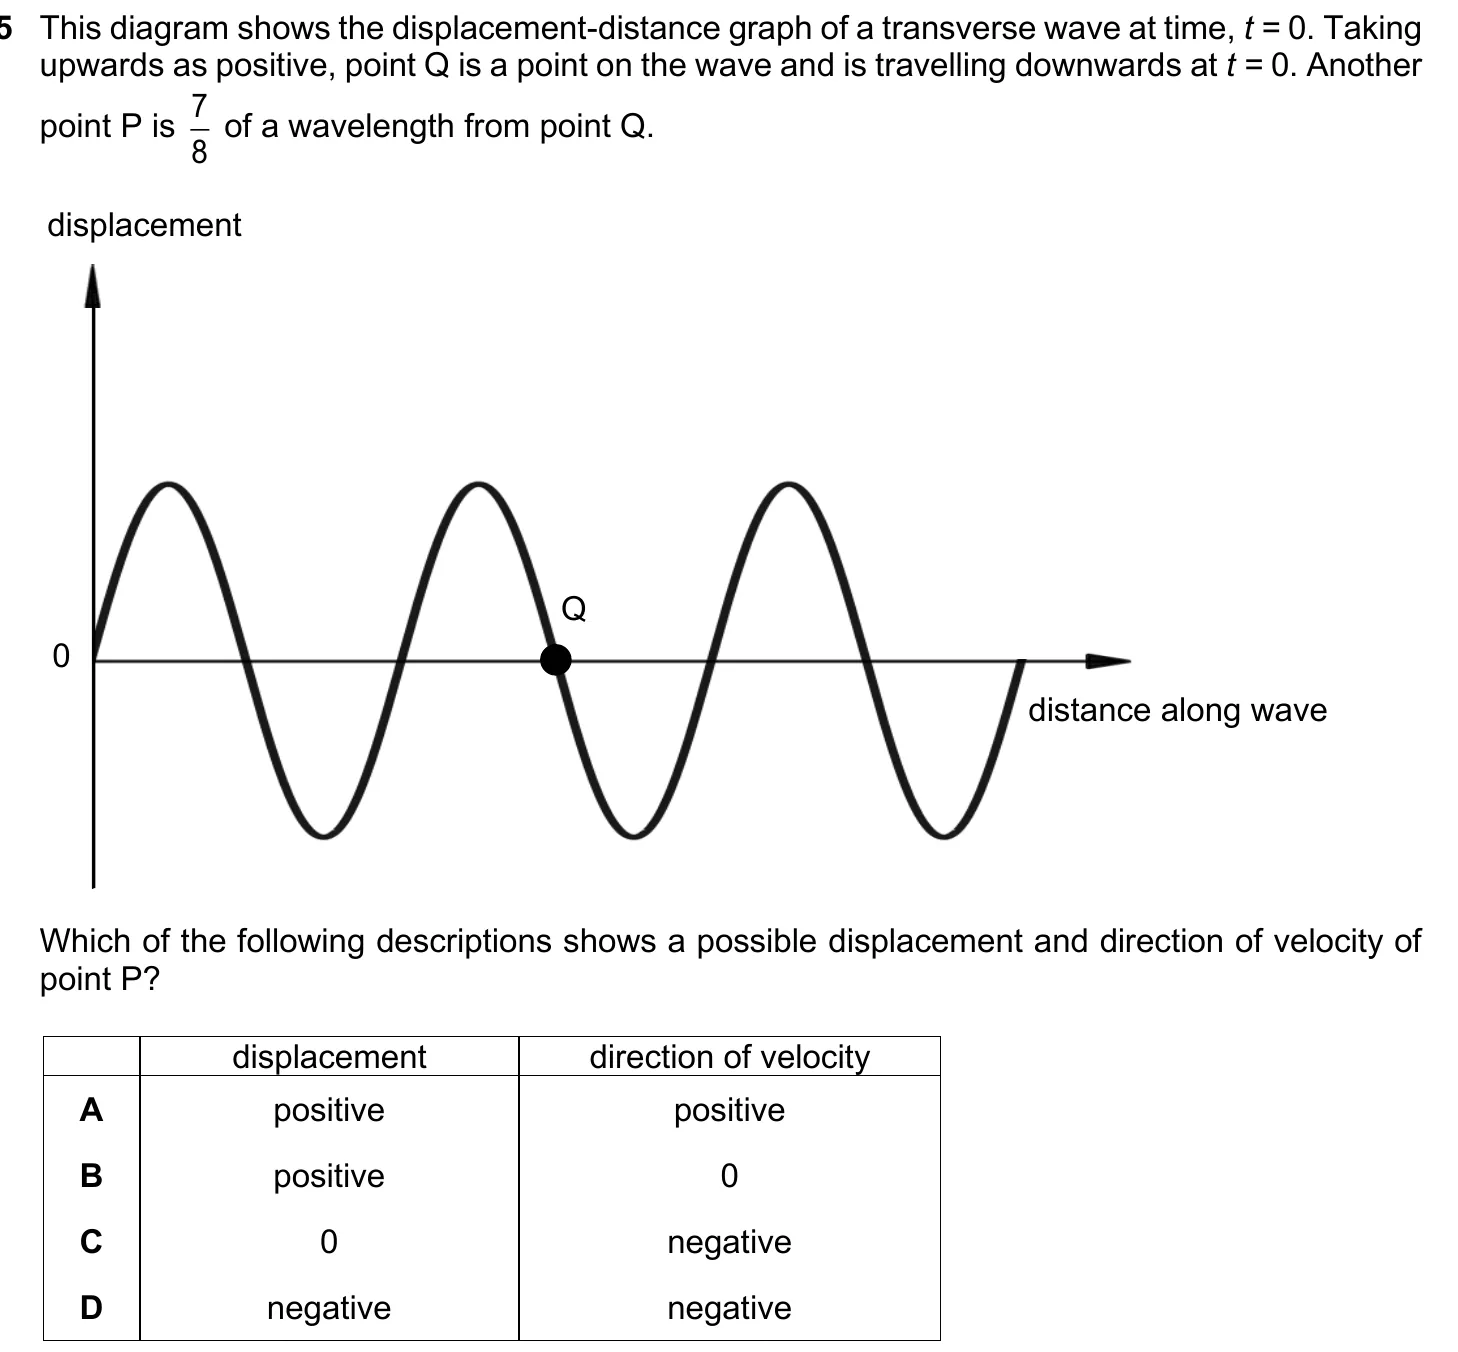 5 This diagram shows the displacement-distance graph of a transverse wave at time, t = 0. Taking
upwards as positive, point Q is a point on the wave and is travelling downwards at t = 0. Another
point P is 7/8 of a wavelength from point Q.
displacement
Q
0
distance along wave
Which of the following descriptions shows a possible displacement and direction of velocity of
point P?
displacement direction of velocity
A positive positive
B positive 0
C 0 negative
D negative negative